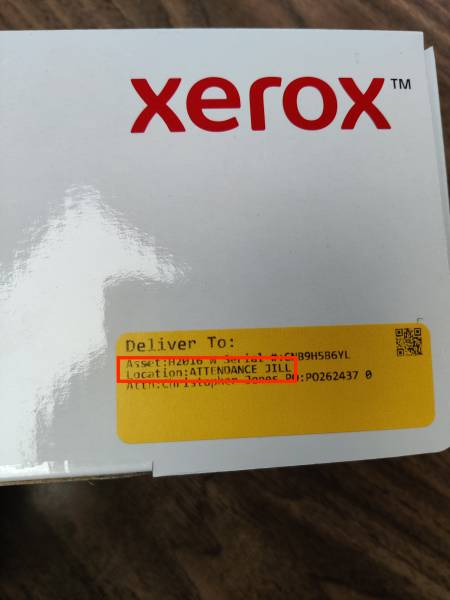 xerox™
Deliver To:
Asset:H2016 W Serial #:CNB9H5B6YL
Location:ATTENDANCE JILL
Attn:Christopher Jones PO:PO262437 0